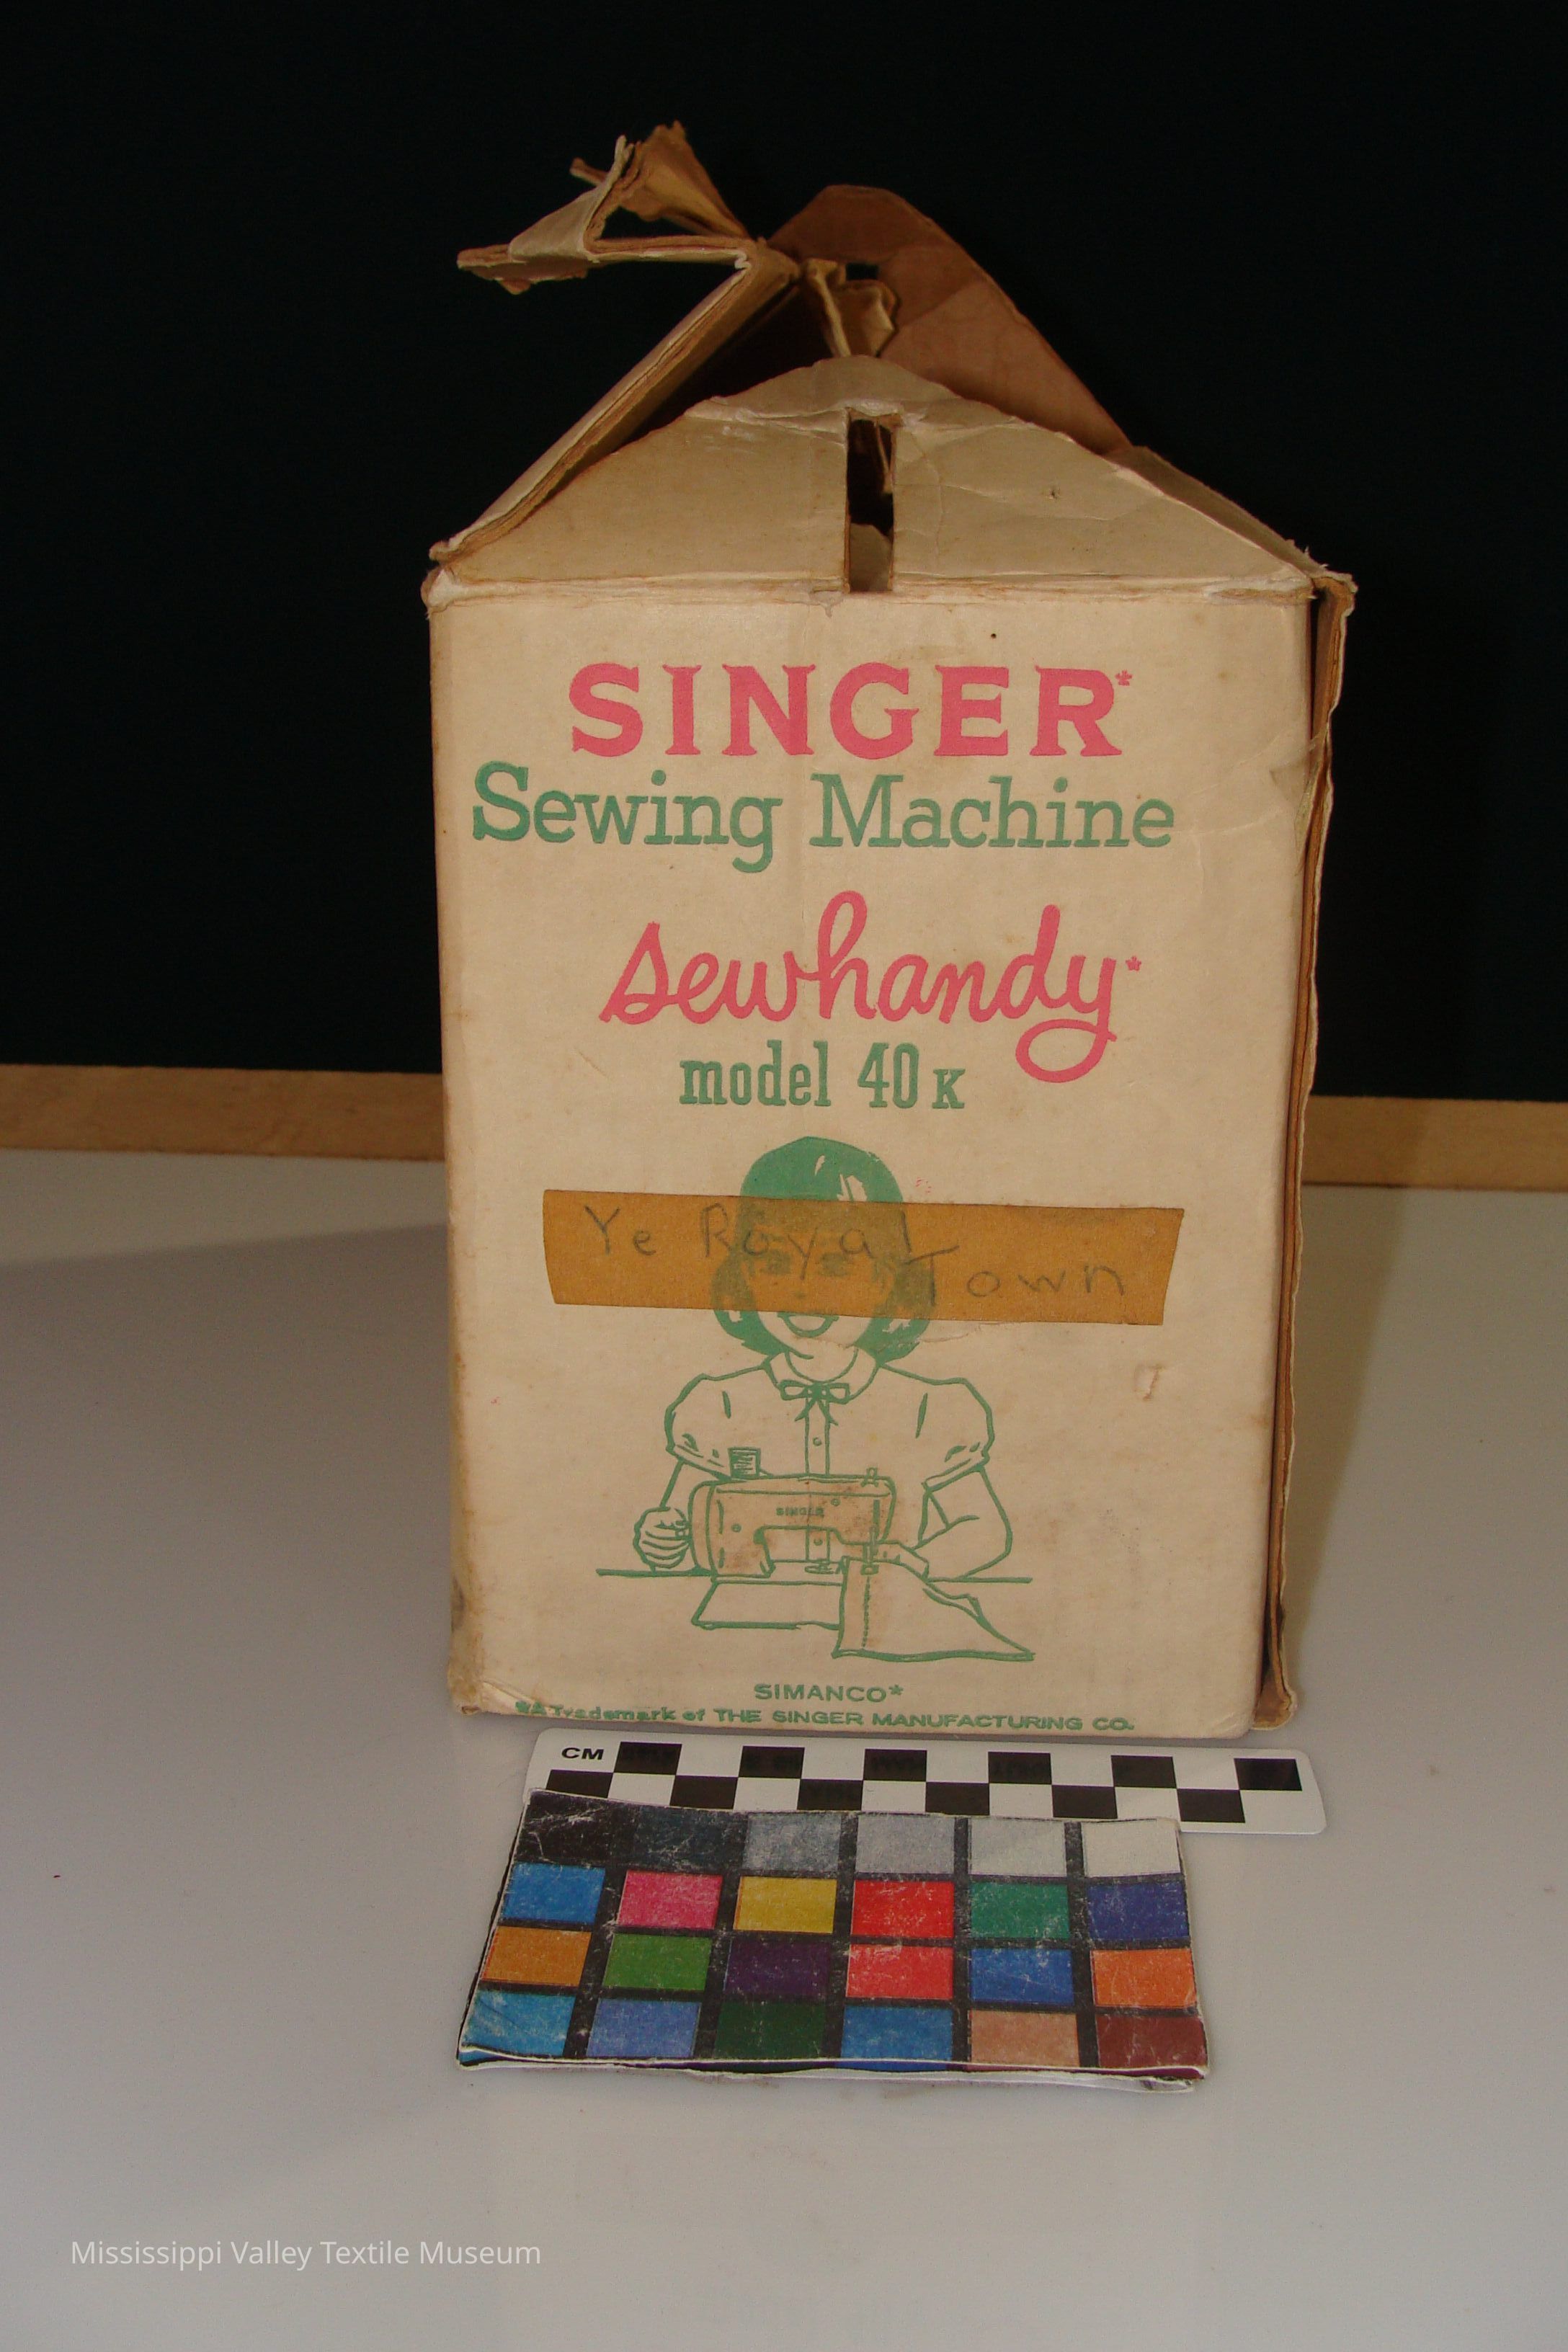 SINGER*
Sewing Machine
sewhandy*
model 40 K
Ye Royal
Town
SINGER
SIMANCO*
*A Trademark of THE SINGER MANUFACTURING CO.
CM
Mississippi Valley Textile Museum